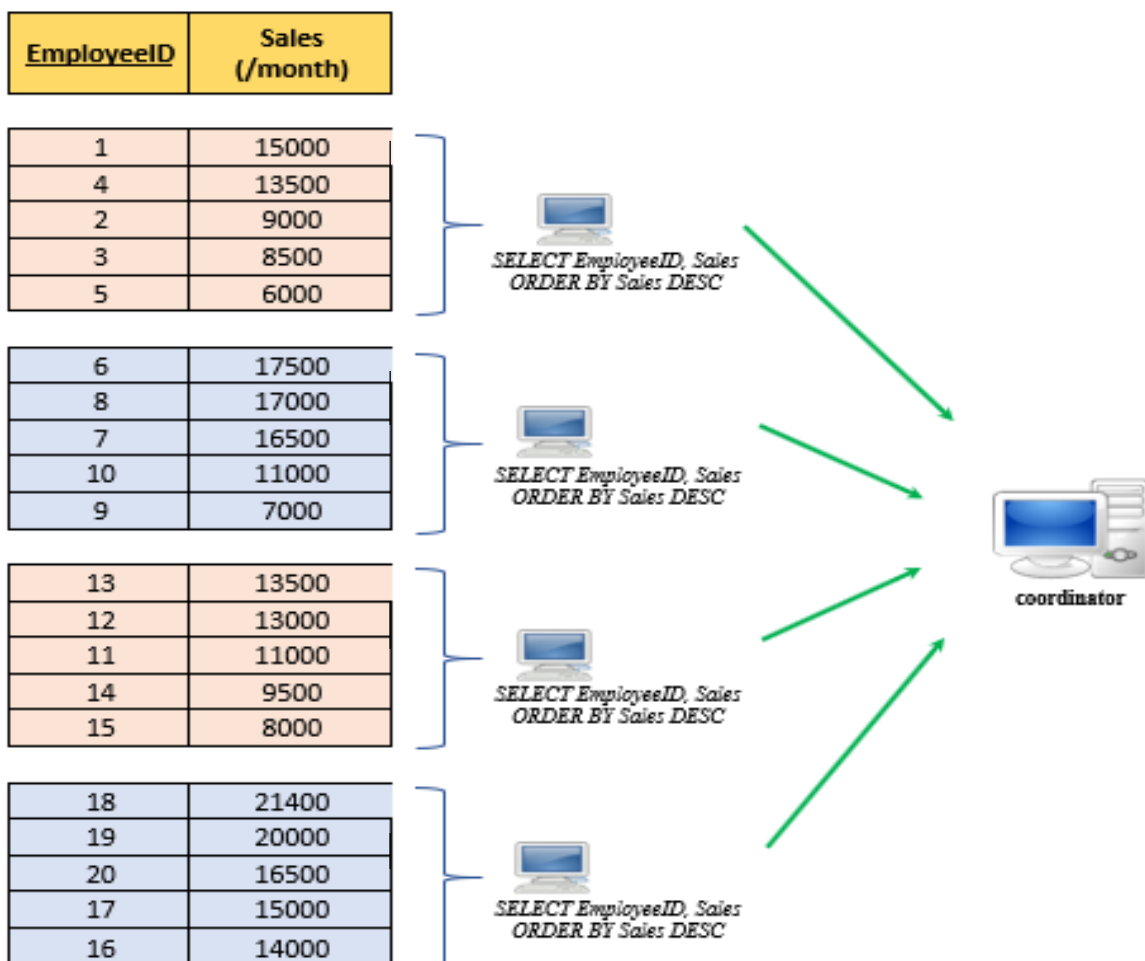 EmployeeID Sales
(/month)
1 15000
4 13500
2 9000
3 8500
5 6000
SELECT EmployeeID, Sales
ORDER BY Sales DESC
6 17500
8 17000
7 16500
10 11000
9 7000
SELECT EmployeeID, Sales
ORDER BY Sales DESC
coordinator
13 13500
12 13000
11 11000
14 9500
15 8000
SELECT EmployeeID, Sales
ORDER BY Sales DESC
18 21400
19 20000
20 16500
17 15000
16 14000
SELECT EmployeeID, Sales
ORDER BY Sales DESC